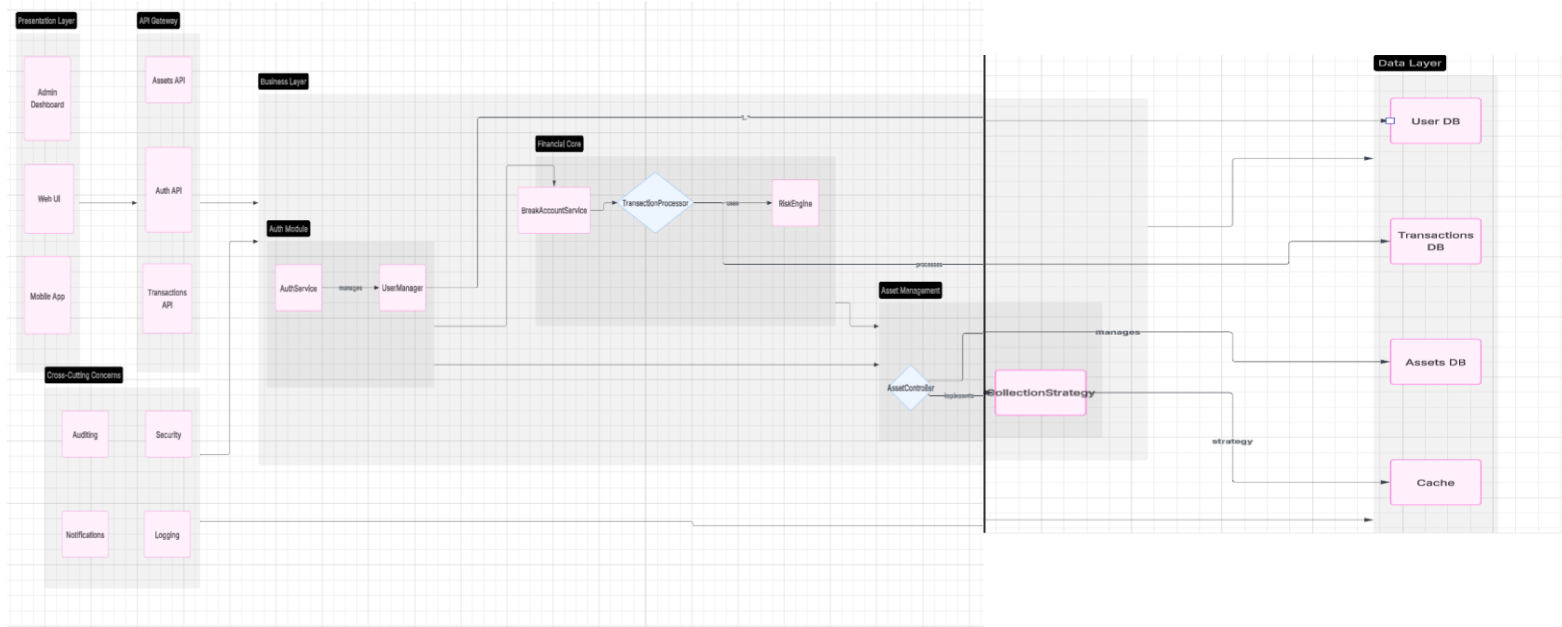 Presentation Layer
API Gateway
Data Layer
Admin
Dashboard
Assets API
Business Layer
User DB
Financial Core
Web UI
Auth API
BreakAccountService
TransactionProcessor
uses
RiskEngine
Auth Module
Transactions
DB
processes
Mobile App
Transactions
API
AuthService
manages
UserManager
Asset Management
manages
Assets DB
Cross-Cutting Concerns
AssetController
implements
CollectionStrategy
Auditing
Security
strategy
Cache
Notifications
Logging